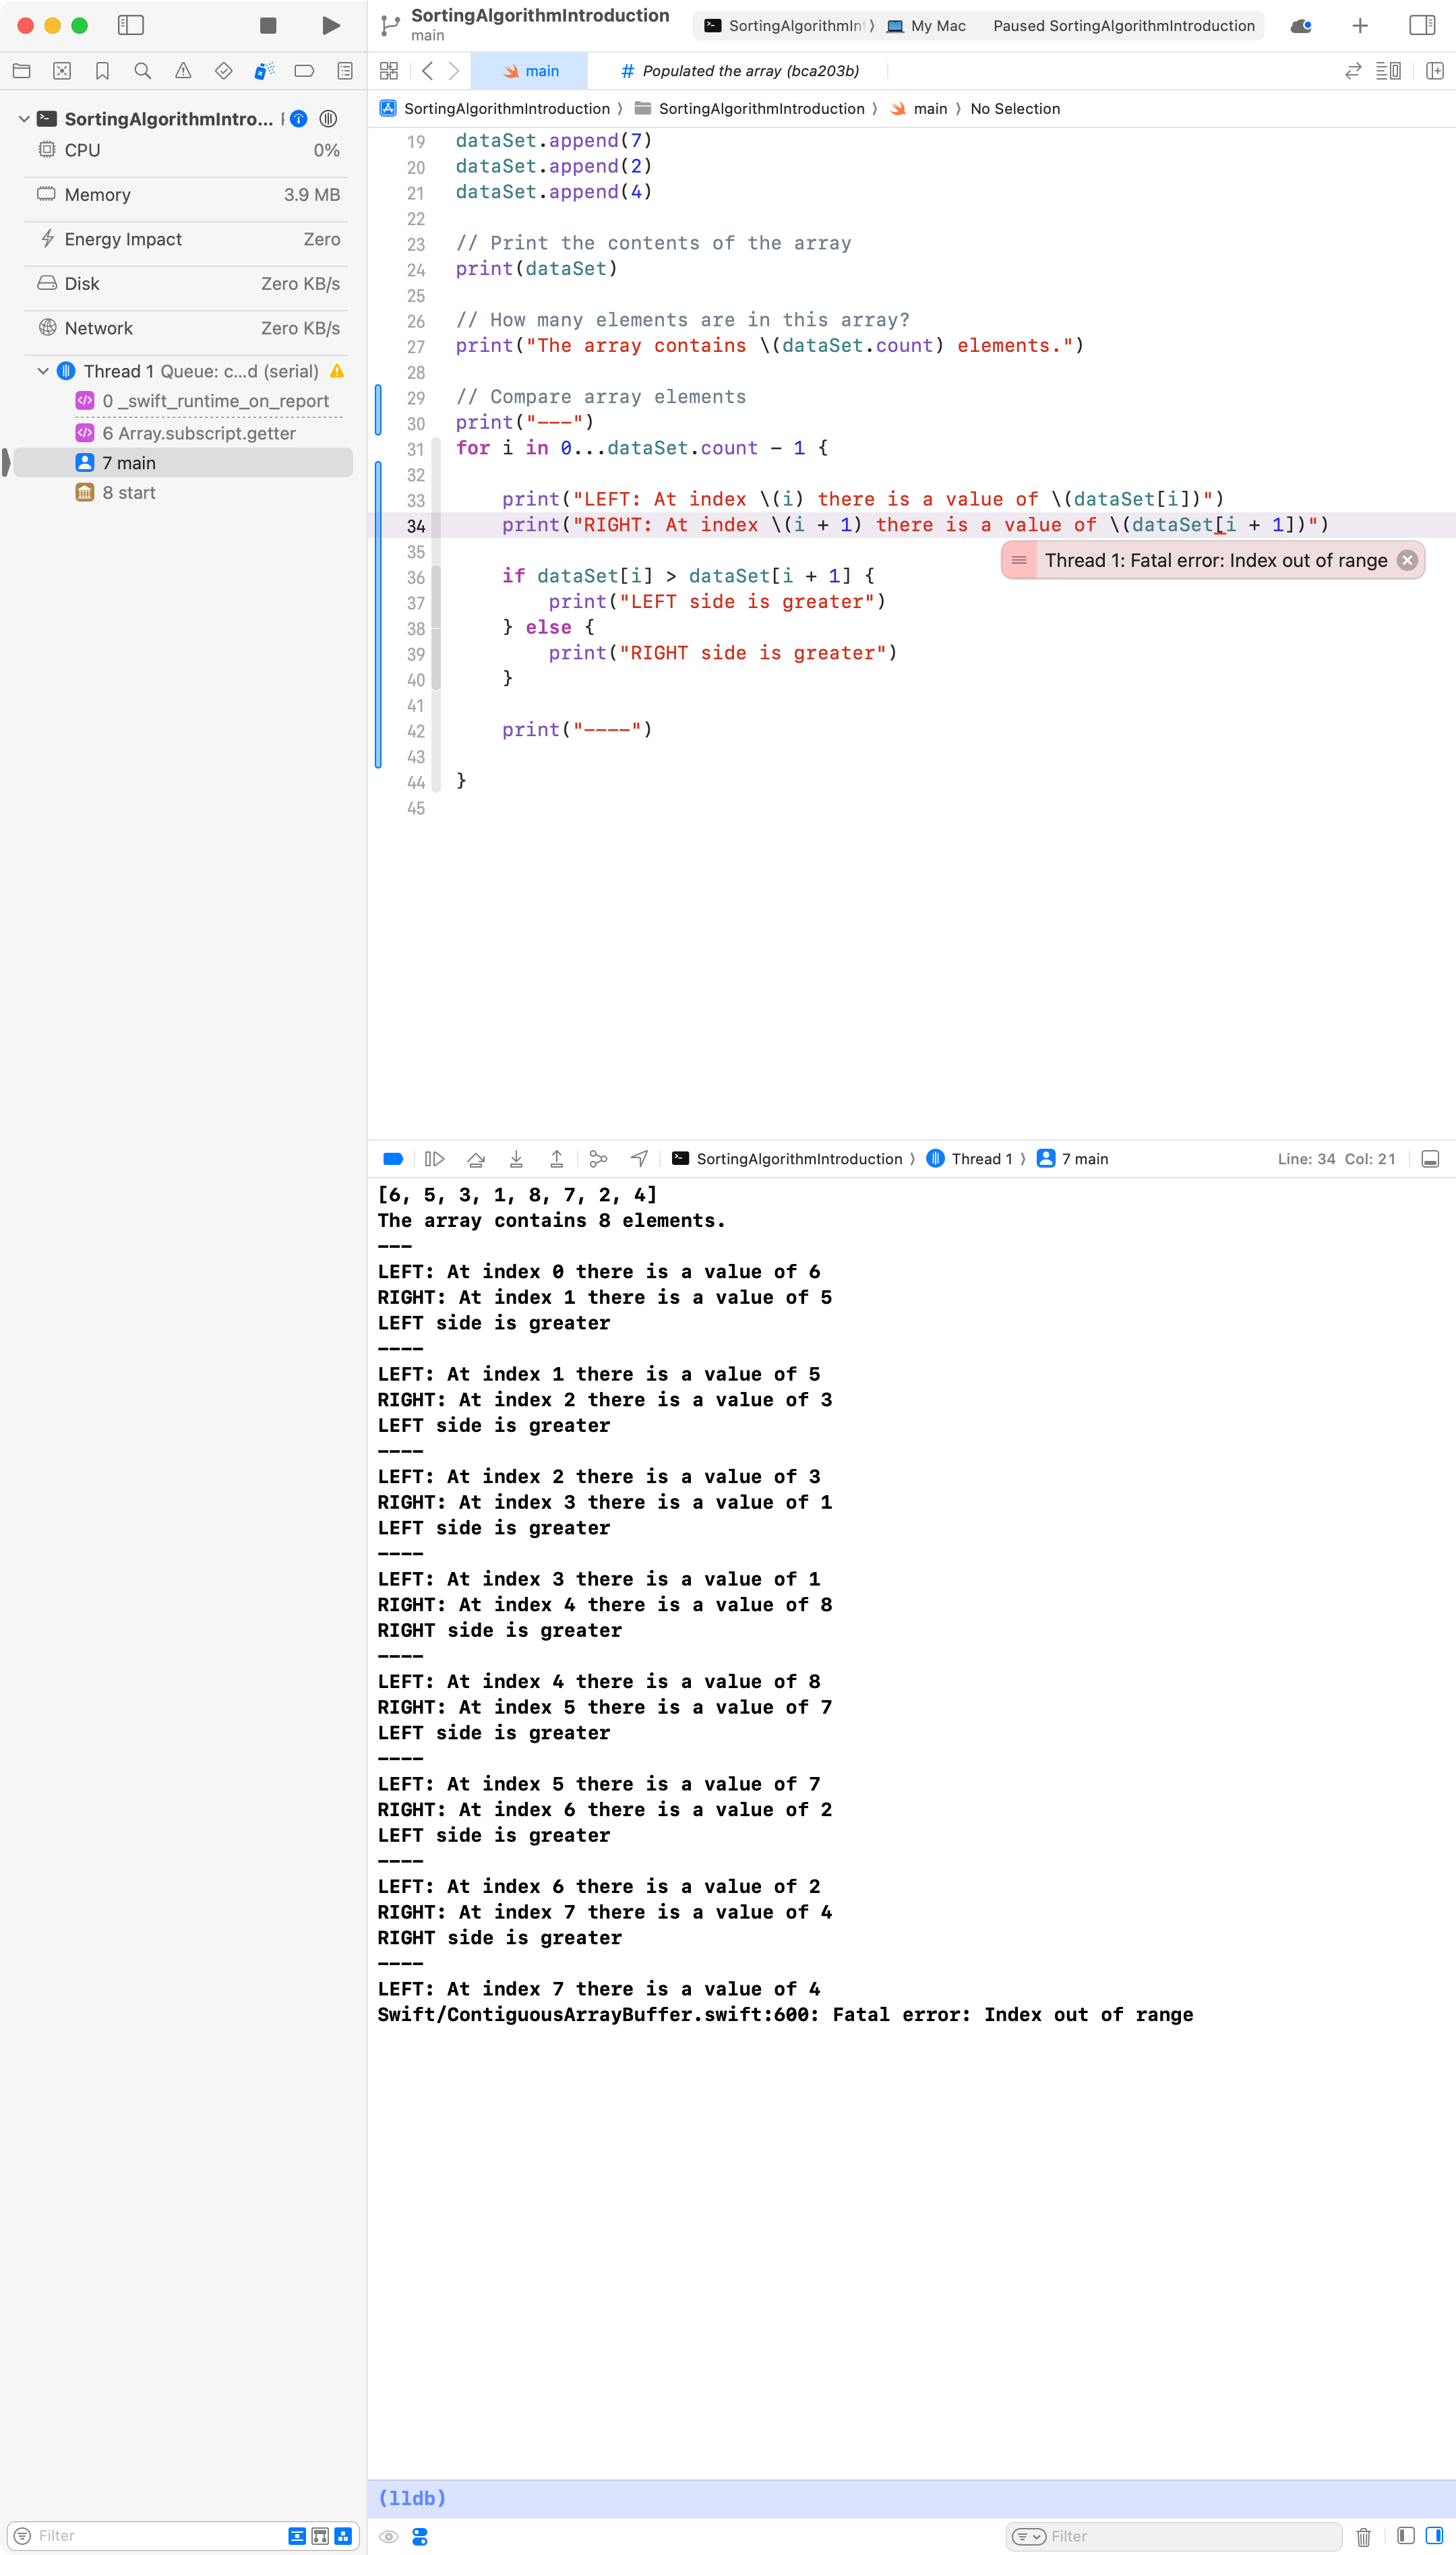 SortingAlgorithmIntroduction
main
SortingAlgorithmInt 〉 My Mac
Paused SortingAlgorithmIntroduction
main
# Populated the array (bca203b)
SortingAlgorithmIntroduction 〉 SortingAlgorithmIntroduction 〉 main 〉 No Selection
SortingAlgorithmIntro...
CPU 0%
Memory 3.9 MB
Energy Impact Zero
Disk Zero KB/s
Network Zero KB/s
Thread 1 Queue: c...d (serial)
0 _swift_runtime_on_report
6 Array.subscript.getter
7 main
8 start
19 dataSet.append(7)
20 dataSet.append(2)
21 dataSet.append(4)
22
23 // Print the contents of the array
24 print(dataSet)
25
26 // How many elements are in this array?
27 print("The array contains \(dataSet.count) elements.")
28
29 // Compare array elements
30 print("---")
31 for i in 0...dataSet.count - 1 {
32
33     print("LEFT: At index \(i) there is a value of \(dataSet[i])")
34     print("RIGHT: At index \(i + 1) there is a value of \(dataSet[i + 1])")
Thread 1: Fatal error: Index out of range
35
36     if dataSet[i] > dataSet[i + 1] {
37         print("LEFT side is greater")
38     } else {
39         print("RIGHT side is greater")
40     }
41
42     print("----")
43
44 }
45
SortingAlgorithmIntroduction 〉 Thread 1 〉 7 main
Line: 34 Col: 21
[6, 5, 3, 1, 8, 7, 2, 4]
The array contains 8 elements.
---
LEFT: At index 0 there is a value of 6
RIGHT: At index 1 there is a value of 5
LEFT side is greater
----
LEFT: At index 1 there is a value of 5
RIGHT: At index 2 there is a value of 3
LEFT side is greater
----
LEFT: At index 2 there is a value of 3
RIGHT: At index 3 there is a value of 1
LEFT side is greater
----
LEFT: At index 3 there is a value of 1
RIGHT: At index 4 there is a value of 8
RIGHT side is greater
----
LEFT: At index 4 there is a value of 8
RIGHT: At index 5 there is a value of 7
LEFT side is greater
----
LEFT: At index 5 there is a value of 7
RIGHT: At index 6 there is a value of 2
LEFT side is greater
----
LEFT: At index 6 there is a value of 2
RIGHT: At index 7 there is a value of 4
RIGHT side is greater
----
LEFT: At index 7 there is a value of 4
Swift/ContiguousArrayBuffer.swift:600: Fatal error: Index out of range
(lldb)
Filter
Filter